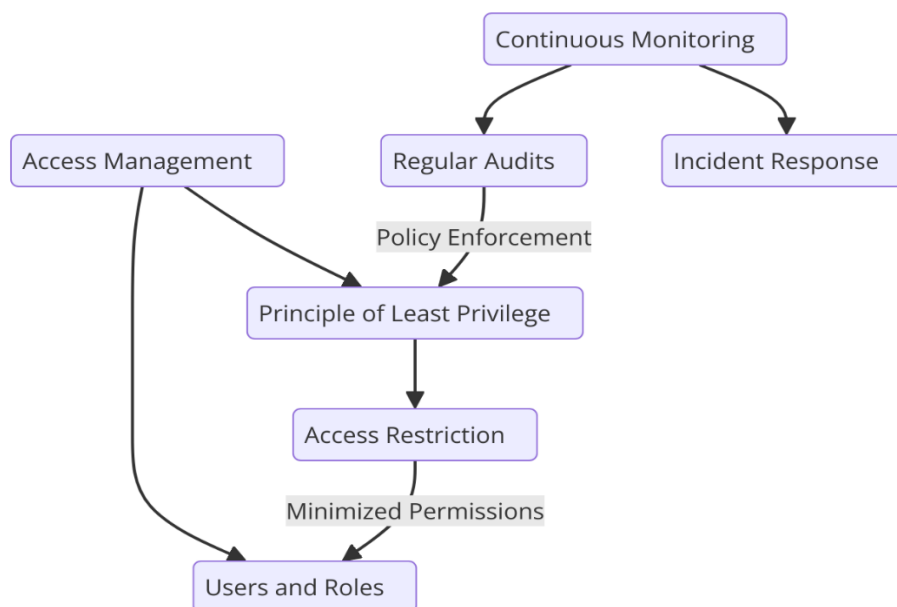 Continuous Monitoring
Access Management
Regular Audits
Incident Response
Policy Enforcement
Principle of Least Privilege
Access Restriction
Minimized Permissions
Users and Roles